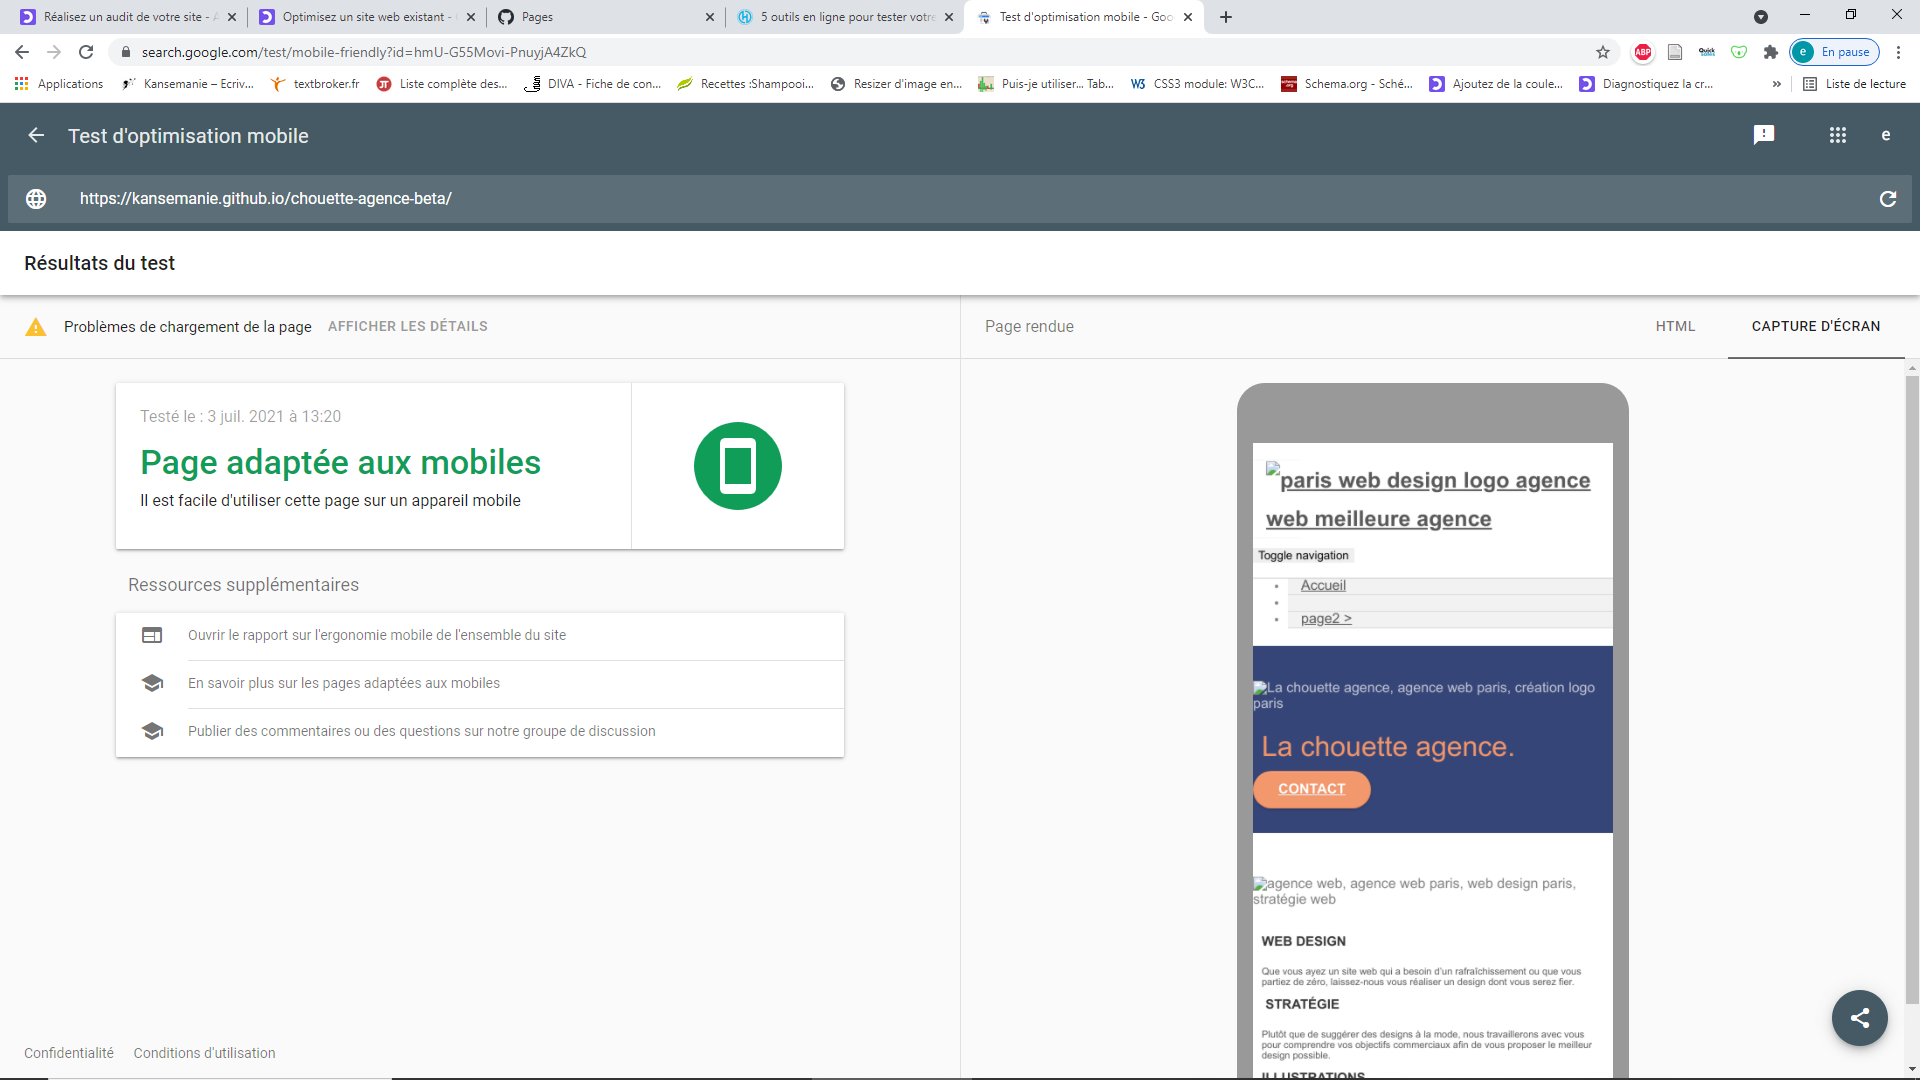 Réalisez un audit de votre site - A
Optimisez un site web existant -
Pages
5 outils en ligne pour tester votre
Test d'optimisation mobile - Goo
search.google.com/test/mobile-friendly?id=hmU-G55Movi-PnuyjA4ZkQ
ABP
Quick
e
En pause
Applications
Kansemanie – Ecriv...
textbroker.fr
Liste complète des...
DIVA - Fiche de con...
Recettes :Shampooi...
Resizer d'image en...
Puis-je utiliser... Tab...
W3
CSS3 module: W3C...
Schema.org - Sché...
Ajoutez de la coule...
Diagnostiquez la cr...
»
Liste de lecture
Test d'optimisation mobile
e
https://kansemanie.github.io/chouette-agence-beta/
Résultats du test
Problèmes de chargement de la page
AFFICHER LES DÉTAILS
Page rendue
HTML
CAPTURE D'ÉCRAN
Testé le : 3 juil. 2021 à 13:20
Page adaptée aux mobiles
Il est facile d'utiliser cette page sur un appareil mobile
Ressources supplémentaires
Ouvrir le rapport sur l'ergonomie mobile de l'ensemble du site
En savoir plus sur les pages adaptées aux mobiles
Publier des commentaires ou des questions sur notre groupe de discussion
paris web design logo agence
web meilleure agence
Toggle navigation
Accueil
page2 >
La chouette agence, agence web paris, création logo
paris
La chouette agence.
CONTACT
agence web, agence web paris, web design paris,
stratégie web
WEB DESIGN
Que vous ayez un site web qui a besoin d'un rafraîchissement ou que vous
partiez de zéro, laissez-nous vous réaliser un design dont vous serez fier.
STRATÉGIE
Plutôt que de suggérer des designs à la mode, nous travaillerons avec vous
pour comprendre vos objectifs commerciaux afin de vous proposer le meilleur
design possible.
ILLUSTRATIONS
Confidentialité
Conditions d'utilisation